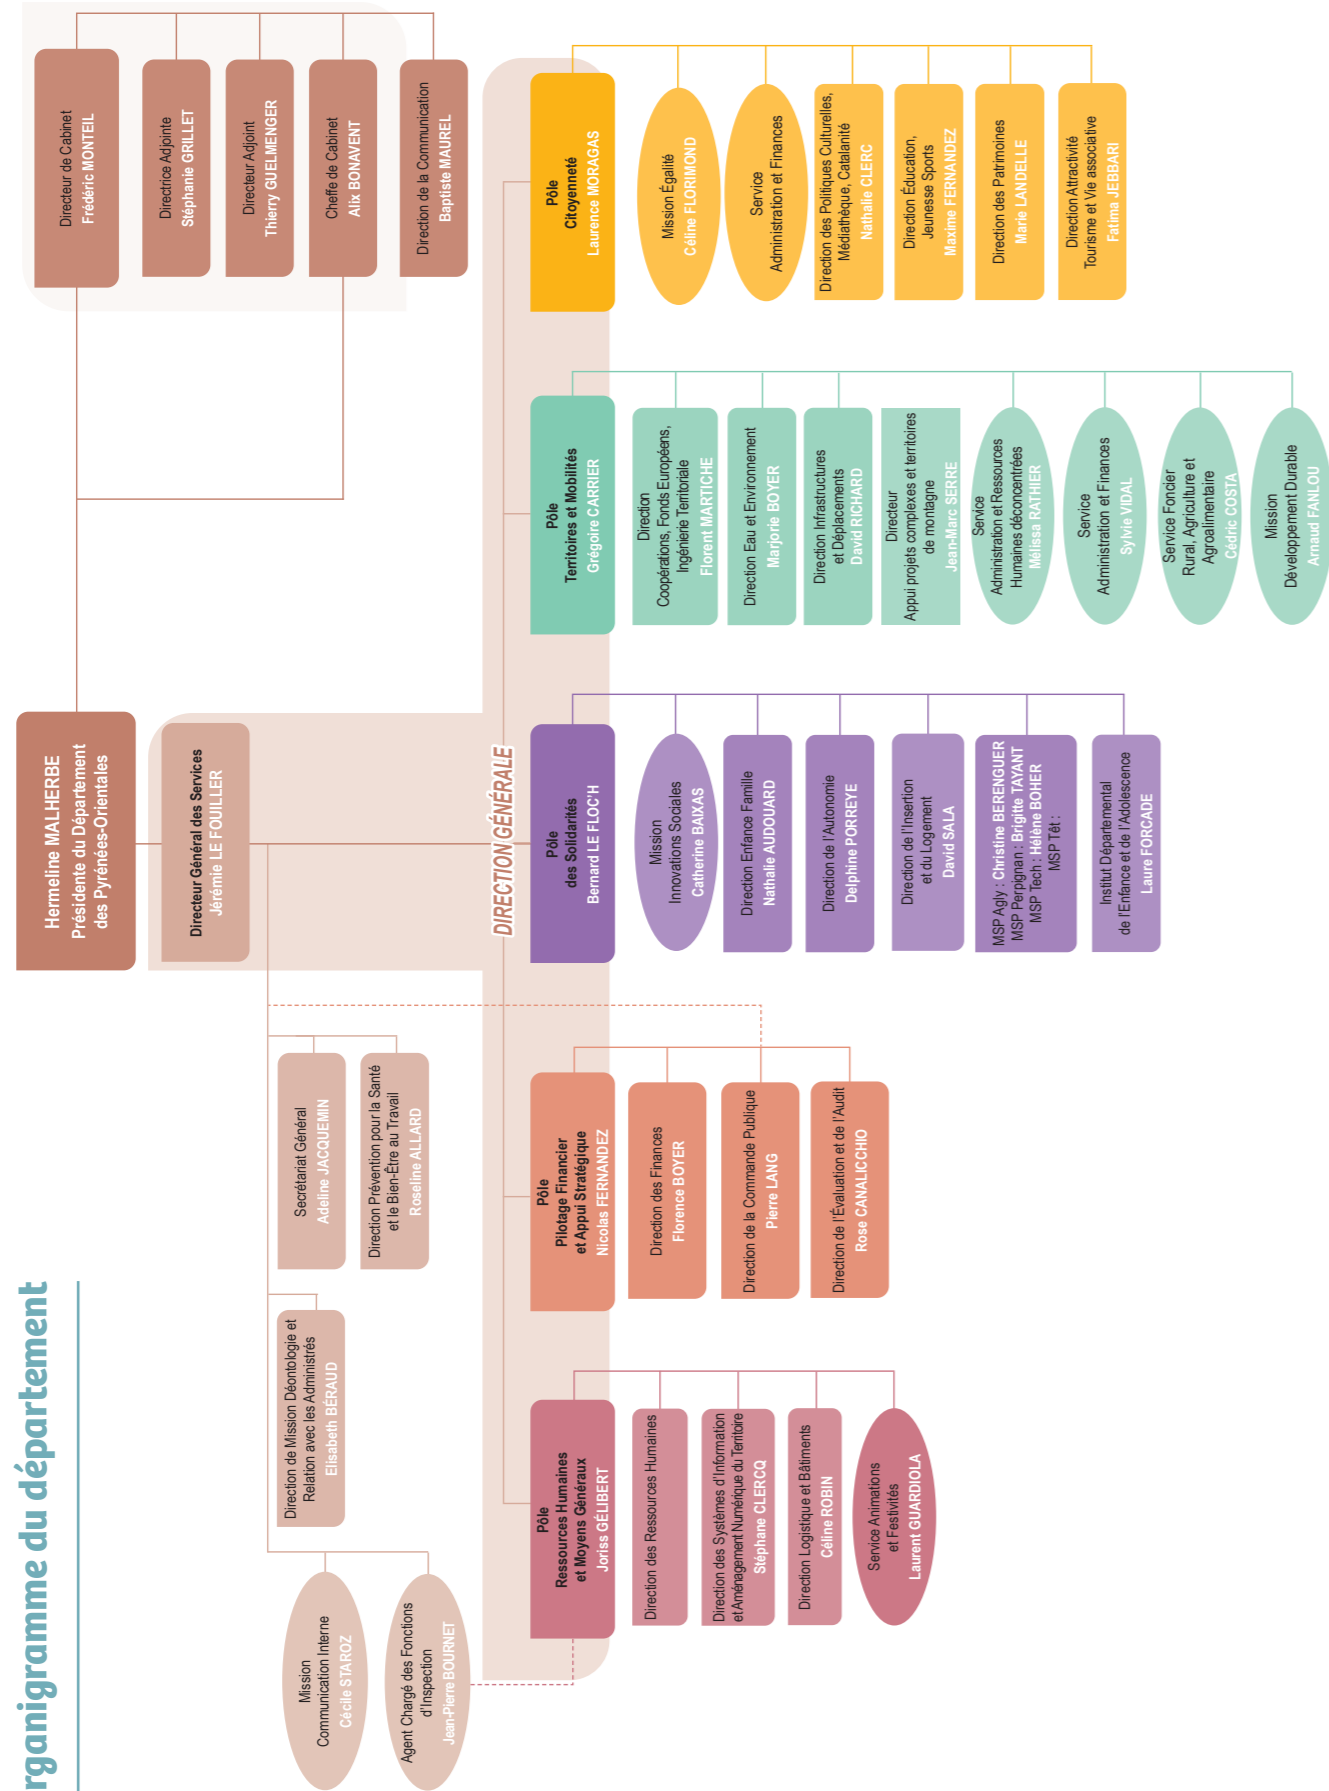 rganigramme du département
Hermeline MALHERBE
Présidente du Département
des Pyrénées-Orientales
Directeur de Cabinet
Frédéric MONTEIL
Directrice Adjointe
Stéphanie GRILLET
Directeur Adjoint
Thierry GUELMENGER
Cheffe de Cabinet
Alix BONAVENT
Direction de la Communication
Baptiste MAUREL
Directeur Général des Services
Jérémie LE FOUILLER
Secrétariat Général
Adeline JACQUEMIN
Direction Prévention pour la Santé
et le Bien-Être au Travail
Roseline ALLARD
Direction de Mission Déontologie et
Relation avec les Administrés
Elisabeth BÉRAUD
Mission
Communication Interne
Cécile STAROZ
Agent Chargé des Fonctions
d'Inspection
Jean-Pierre BOURNET
DIRECTION GÉNÉRALE
Pôle
Ressources Humaines
et Moyens Généraux
Joriss GÉLIBERT
Direction des Ressources Humaines
Direction des Systèmes d'Information
et Aménagement Numérique du Territoire
Stéphane CLERCQ
Direction Logistique et Bâtiments
Céline ROBIN
Service Animations
et Festivités
Laurent GUARDIOLA
Pôle
Pilotage Financier
et Appui Stratégique
Nicolas FERNANDEZ
Direction des Finances
Florence BOYER
Direction de la Commande Publique
Pierre LANG
Direction de l'Évaluation et de l'Audit
Rose CANALICCHIO
Pôle
des Solidarités
Bernard LE FLOC'H
Mission
Innovations Sociales
Catherine BAIXAS
Direction Enfance Famille
Nathalie AUDOUARD
Direction de l'Autonomie
Delphine PORREYE
Direction de l'Insertion
et du Logement
David SALA
MSP Agly : Christine BERENGUER
MSP Perpignan : Brigitte TAYANT
MSP Tech : Hélène BOHER
MSP Têt :
Institut Départemental
de l'Enfance et de l'Adolescence
Laure FORCADE
Pôle
Territoires et Mobilités
Grégoire CARRIER
Direction
Coopérations, Fonds Européens,
Ingénierie Territoriale
Florent MARTICHE
Direction Eau et Environnement
Marjorie BOYER
Direction Infrastructures
et Déplacements
David RICHARD
Directeur
Appui projets complexes et territoires
de montagne
Jean-Marc SERRE
Service
Administration et Ressources
Humaines déconcentrées
Mélissa RATHIER
Service
Administration et Finances
Sylvie VIDAL
Service Foncier
Rural, Agriculture et
Agroalimentaire
Cédric COSTA
Mission
Développement Durable
Arnaud FANLOU
Pôle
Citoyenneté
Laurence MORAGAS
Mission Égalité
Céline FLORIMOND
Service
Administration et Finances
Direction des Politiques Culturelles,
Médiathèque, Catalanité
Nathalie CLERC
Direction Éducation,
Jeunesse Sports
Maxime FERNANDEZ
Direction des Patrimoines
Marie LANDELLE
Direction Attractivité
Tourisme et Vie associative
Fatima JEBBARI